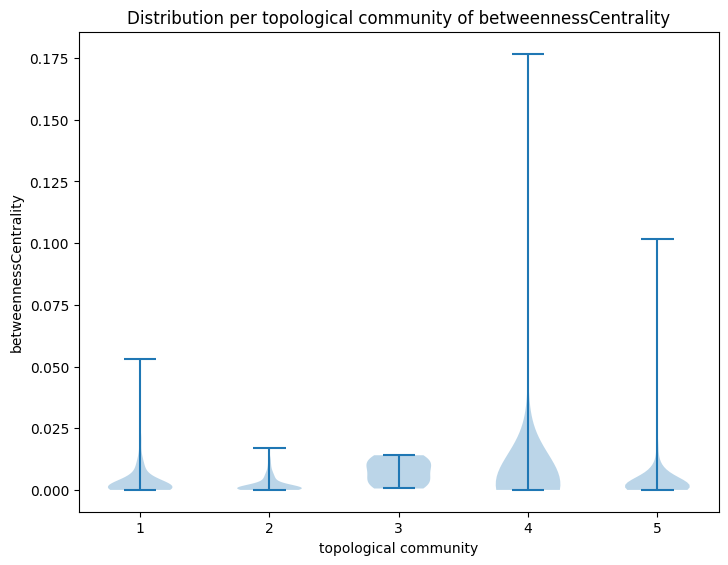 Distribution per topological community of betweennessCentrality
betweennessCentrality
0.175
0.150
0.125
0.100
0.075
0.050
0.025
0.000
1 2 3 4 5
topological community